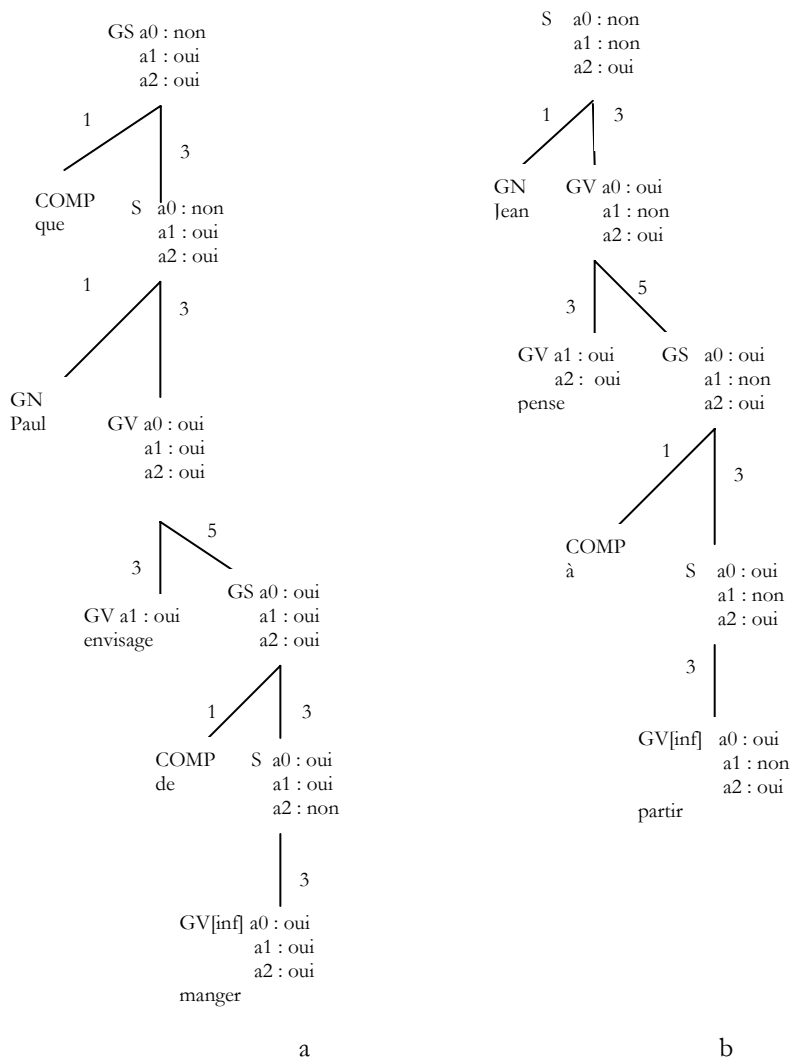 GS a0 : non
a1 : oui
a2 : oui
1
3
COMP
que
S a0 : non
a1 : oui
a2 : oui
1
3
GN
Paul
GV a0 : oui
a1 : oui
a2 : oui
5
3
GV a1 : oui
envisage
GS a0 : oui
a1 : oui
a2 : oui
1
3
COMP
de
S a0 : oui
a1 : oui
a2 : non
3
GV[inf] a0 : oui
a1 : oui
a2 : oui
manger
a
S a0 : non
a1 : non
a2 : oui
1
3
GN
Jean
GV a0 : oui
a1 : non
a2 : oui
5
3
GV a1 : oui
a2 : oui
pense
GS a0 : oui
a1 : non
a2 : oui
1
3
COMP
à
S a0 : oui
a1 : non
a2 : oui
3
GV[inf] a0 : oui
a1 : non
a2 : oui
partir
b